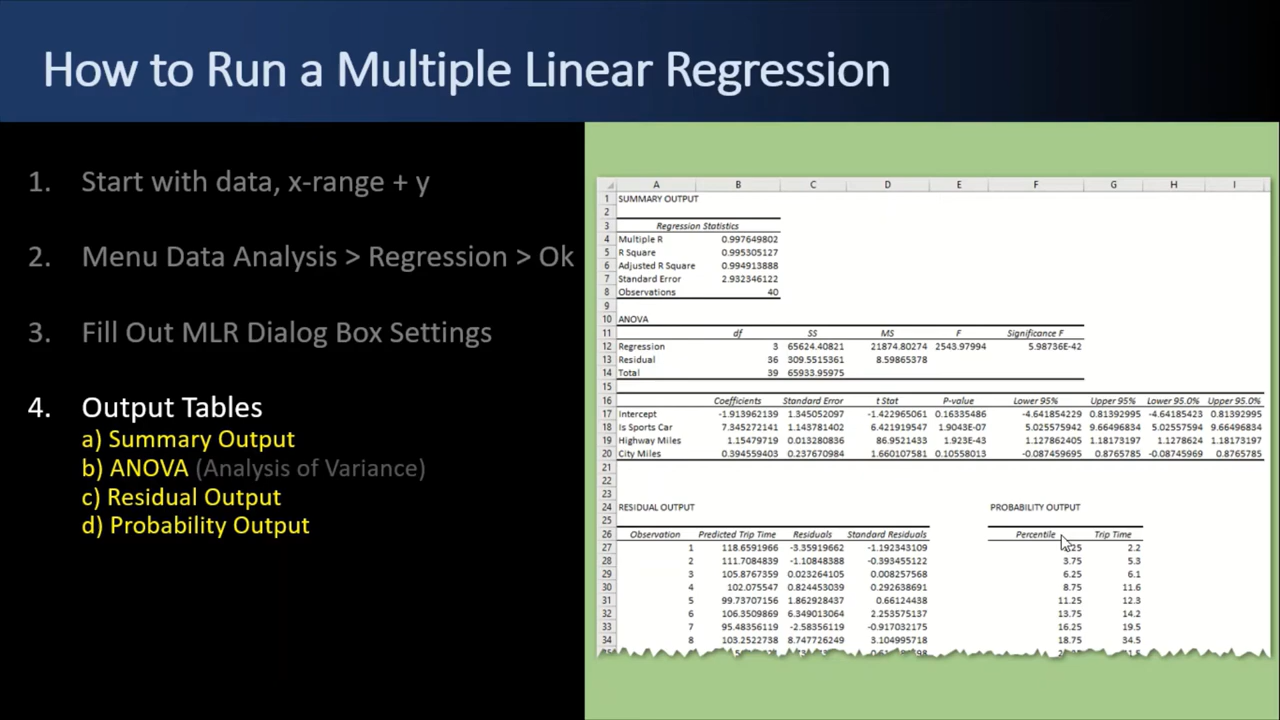 How to Run a Multiple Linear Regression
1. Start with data, x-range + y
2. Menu Data Analysis > Regression > Ok
3. Fill Out MLR Dialog Box Settings
4. Output Tables
a) Summary Output
b) ANOVA (Analysis of Variance)
c) Residual Output
d) Probability Output
A B C D E F G H I
1 SUMMARY OUTPUT
2
3 Regression Statistics
4 Multiple R 0.997649802
5 R Square 0.995305127
6 Adjusted R Square 0.994913888
7 Standard Error 2.932346122
8 Observations 40
9
10 ANOVA
11 df SS MS F Significance F
12 Regression 3 65624.40821 21874.80274 2543.97994 5.98736E-42
13 Residual 36 309.5515361 8.59865378
14 Total 39 65933.95975
15
16 Coefficients Standard Error t Stat P-value Lower 95% Upper 95% Lower 95.0% Upper 95.0%
17 Intercept -1.913962139 1.345052097 -1.422965061 0.16335486 -4.641854229 0.81392995 -4.64185423 0.81392995
18 Is Sports Car 7.345272141 1.143781402 6.421919547 1.9043E-07 5.025575942 9.66496834 5.02557594 9.66496834
19 Highway Miles 1.15479719 0.013280836 86.9521433 1.923E-43 1.127862405 1.18173197 1.1278624 1.18173197
20 City Miles 0.394559403 0.237670984 1.660107581 0.10558013 -0.087459695 0.8765785 -0.08745969 0.8765785
21
22
23
24 RESIDUAL OUTPUT PROBABILITY OUTPUT
25
26 Observation Predicted Trip Time Residuals Standard Residuals Percentile Trip Time
27 1 118.6591966 -3.35919662 -1.192343109 2.2
28 2 111.7084839 -1.10848388 -0.393455122 3.75 5.3
29 3 105.8767359 0.023264105 0.008257568 6.25 6.1
30 4 102.075547 0.824453039 0.292638691 8.75 11.6
31 5 99.73707156 1.862928437 0.66124438 11.25 12.3
32 6 106.3509869 6.349013064 2.253575137 13.75 14.2
33 7 95.48356119 -2.58356119 -0.917032175 16.25 19.5
34 8 103.2522738 8.747726249 3.104995718 18.75 34.5